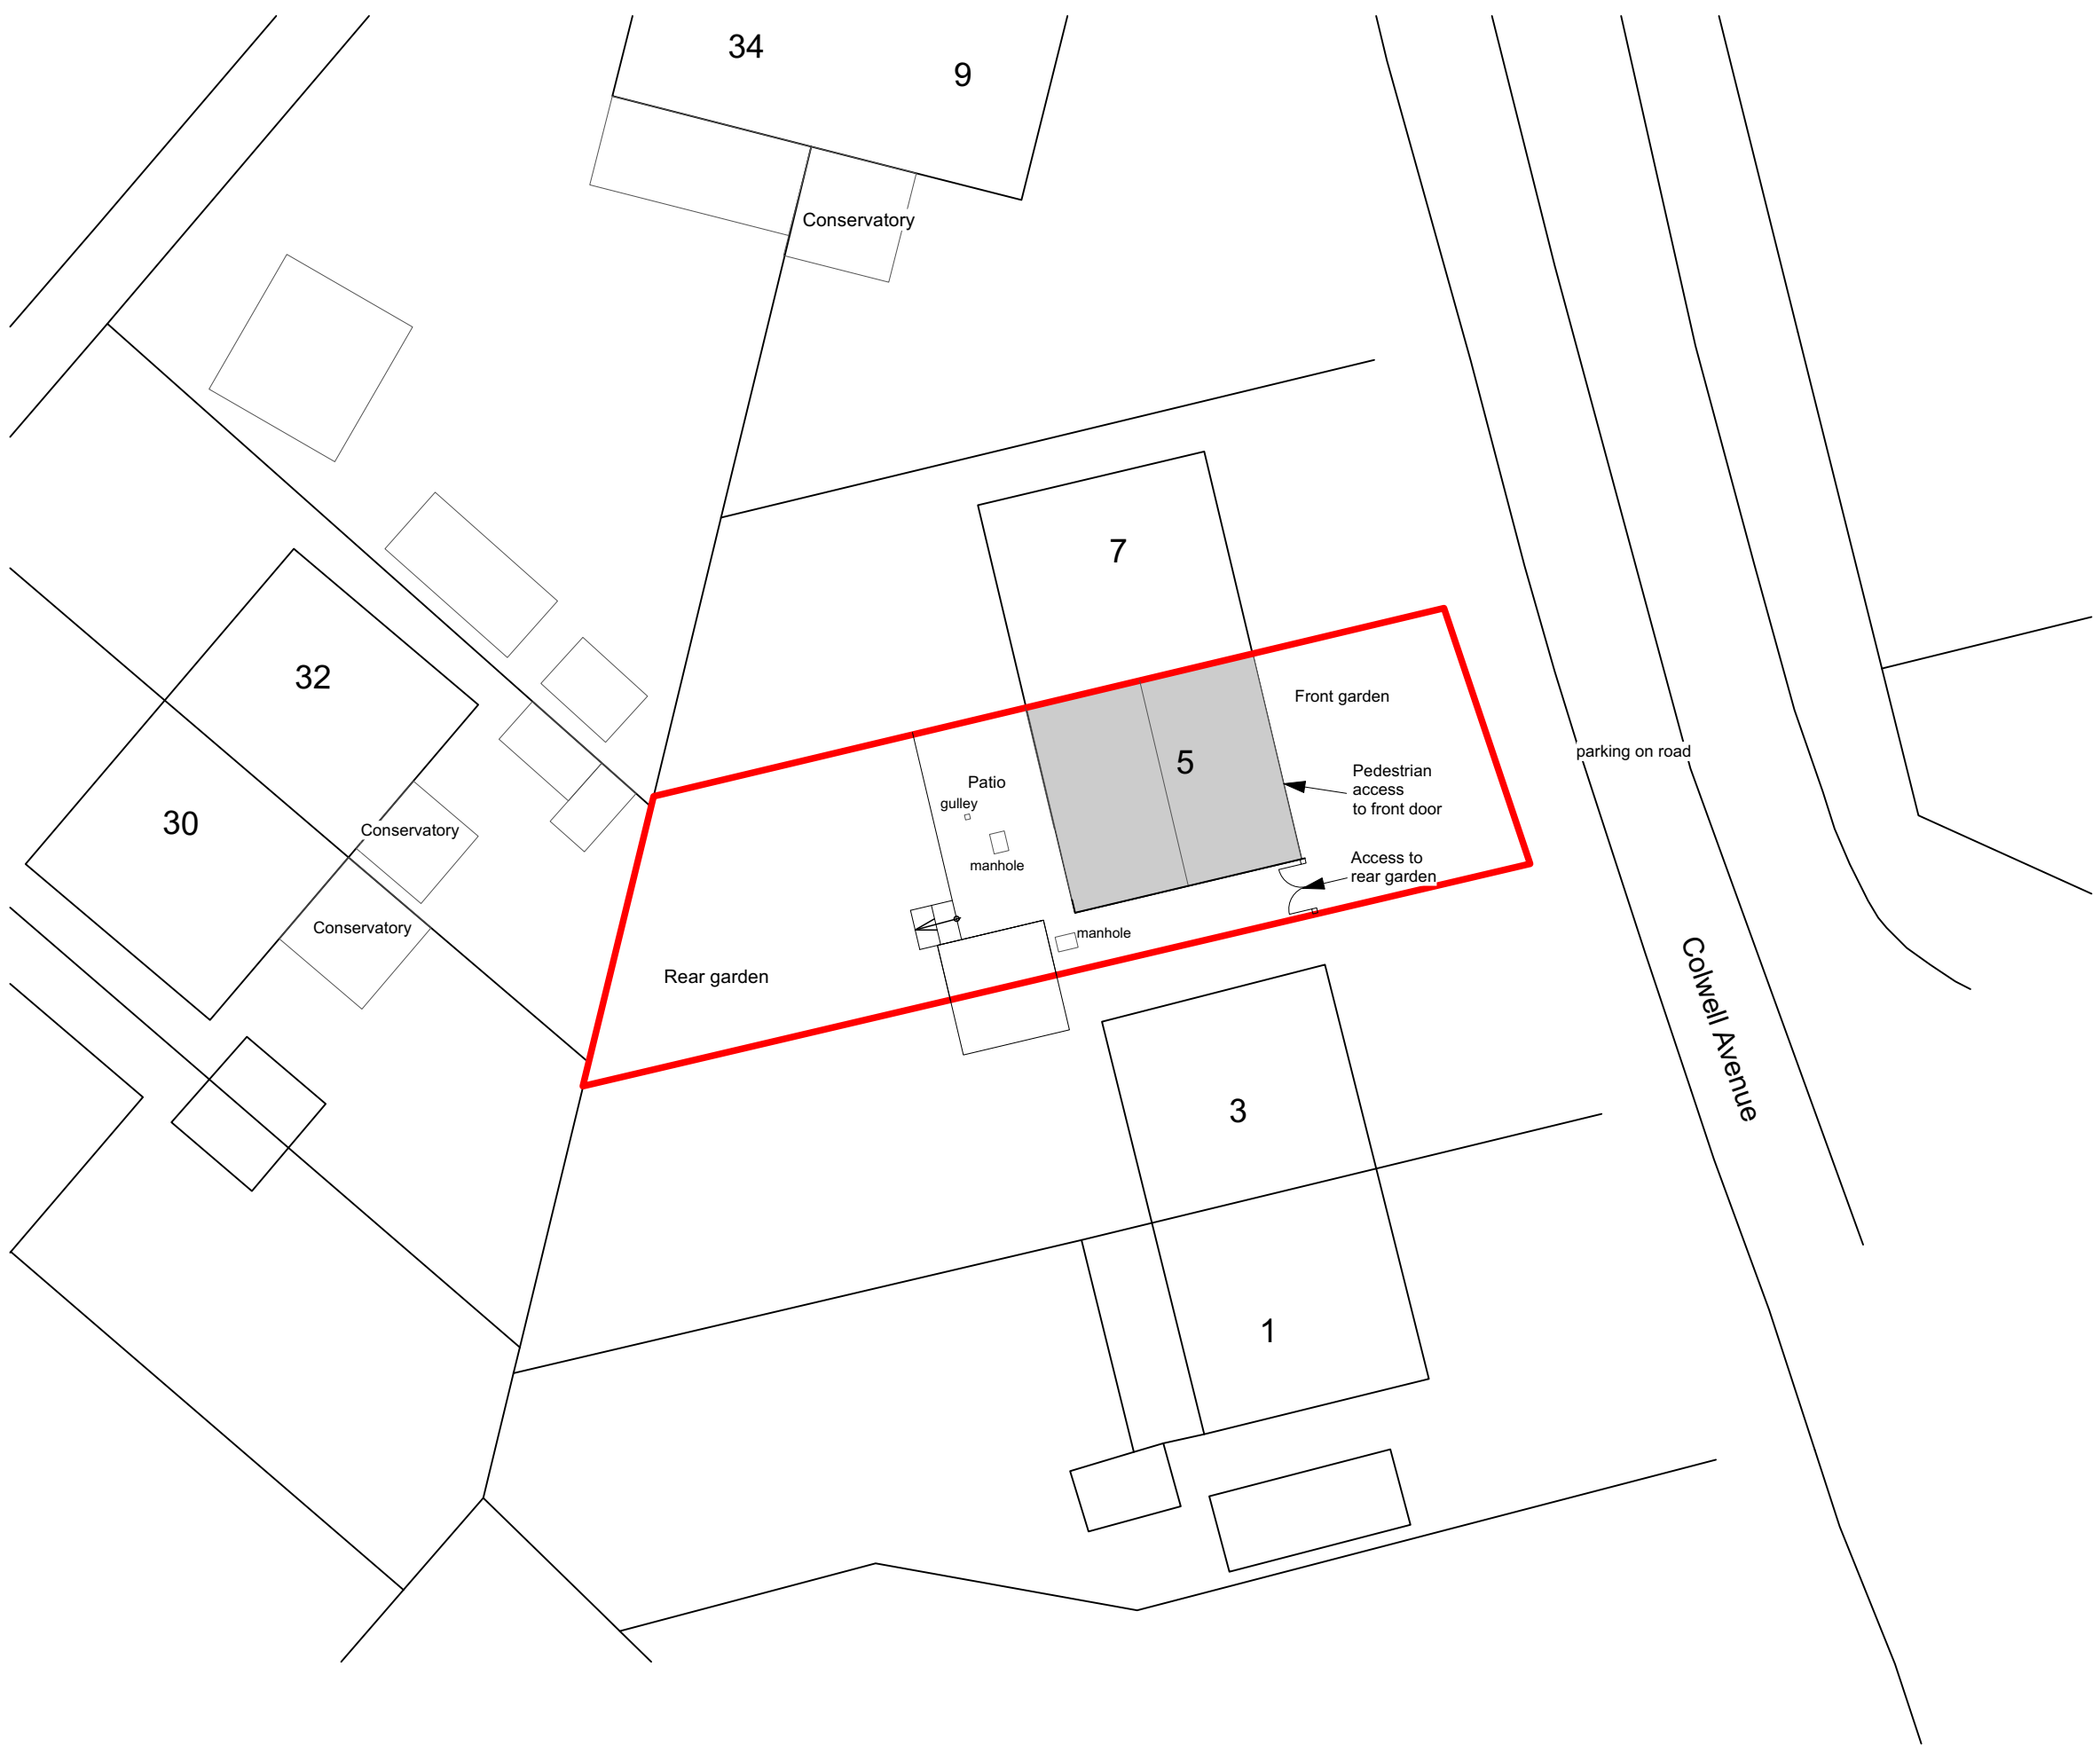 34
9
Conservatory
7
32
Front garden
parking on road
5
Pedestrian
access
to front door
Patio
gulley
30
Conservatory
manhole
Access to
rear garden
Conservatory
manhole
Rear garden
Colwell Avenue
3
1